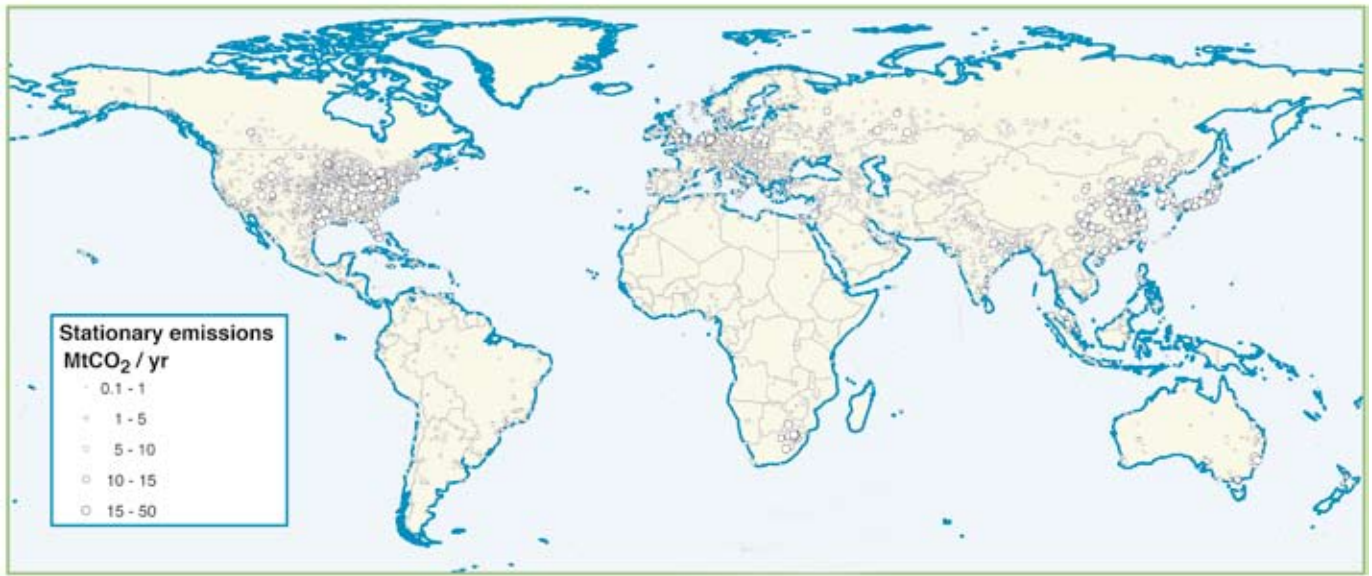 Stationary emissions
MtCO₂ / yr
0.1 - 1
1 - 5
5 - 10
10 - 15
15 - 50